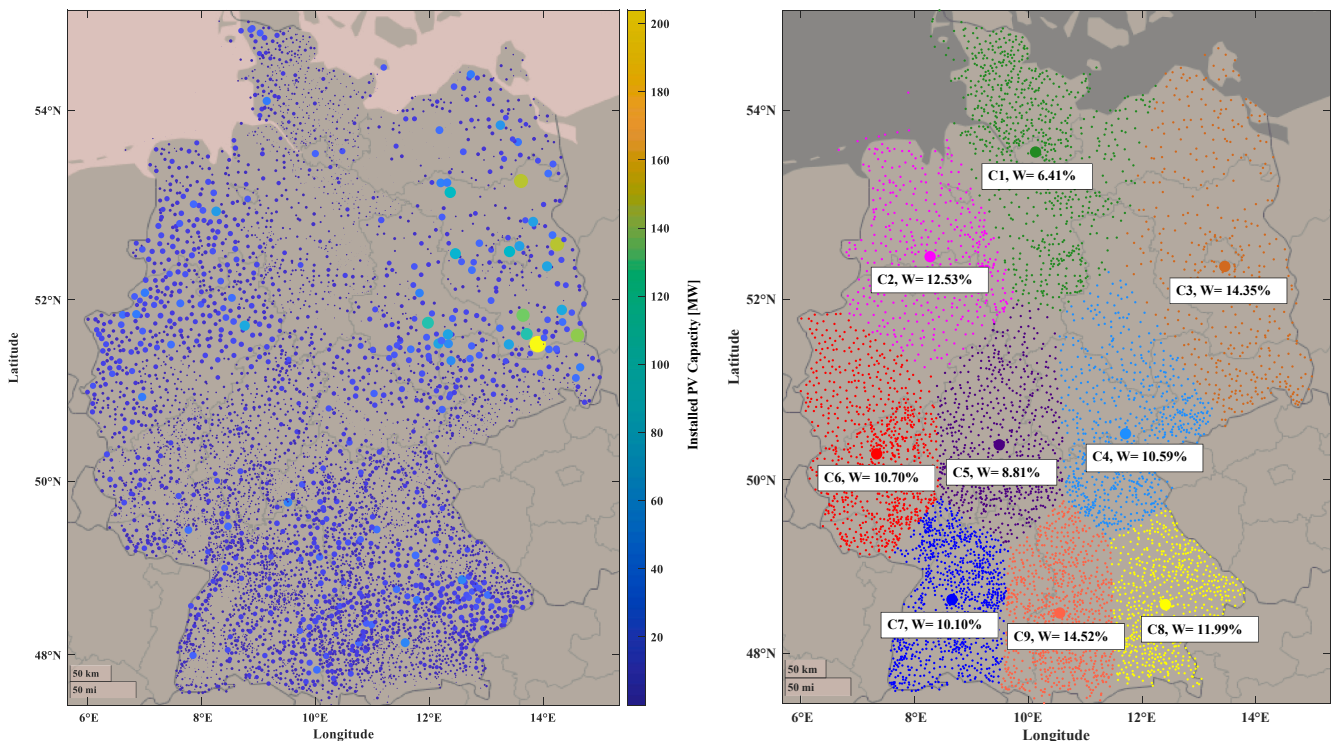 54°N
52°N
50°N
48°N
Latitude
50 km
50 mi
6°E
8°E
10°E
12°E
14°E
Longitude
200
180
160
140
120
100
80
60
40
20
Installed PV Capacity [MW]
54°N
52°N
50°N
48°N
Latitude
C1, W= 6.41%
C2, W= 12.53%
C3, W= 14.35%
C4, W= 10.59%
C5, W= 8.81%
C6, W= 10.70%
C7, W= 10.10%
C9, W= 14.52%
C8, W= 11.99%
50 km
50 mi
6°E
8°E
10°E
12°E
14°E
Longitude